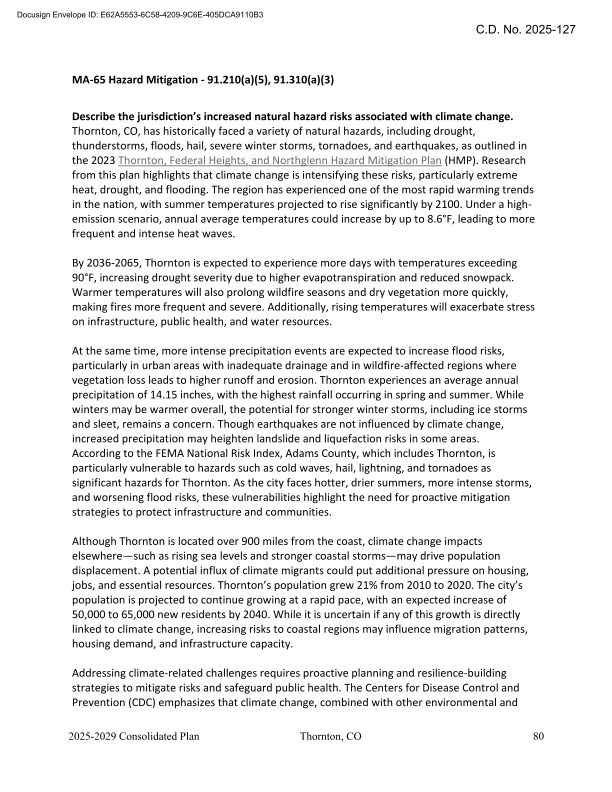 Docusign Envelope ID: E62A5553-6C58-4209-9C6E-405DCA9110B3
C.D. No. 2025-127
MA-65 Hazard Mitigation - 91.210(a)(5), 91.310(a)(3)
Describe the jurisdiction’s increased natural hazard risks associated with climate change.
Thornton, CO, has historically faced a variety of natural hazards, including drought,
thunderstorms, floods, hail, severe winter storms, tornadoes, and earthquakes, as outlined in
the 2023 Thornton, Federal Heights, and Northglenn Hazard Mitigation Plan (HMP). Research
from this plan highlights that climate change is intensifying these risks, particularly extreme
heat, drought, and flooding. The region has experienced one of the most rapid warming trends
in the nation, with summer temperatures projected to rise significantly by 2100. Under a high-
emission scenario, annual average temperatures could increase by up to 8.6°F, leading to more
frequent and intense heat waves.
By 2036-2065, Thornton is expected to experience more days with temperatures exceeding
90°F, increasing drought severity due to higher evapotranspiration and reduced snowpack.
Warmer temperatures will also prolong wildfire seasons and dry vegetation more quickly,
making fires more frequent and severe. Additionally, rising temperatures will exacerbate stress
on infrastructure, public health, and water resources.
At the same time, more intense precipitation events are expected to increase flood risks,
particularly in urban areas with inadequate drainage and in wildfire-affected regions where
vegetation loss leads to higher runoff and erosion. Thornton experiences an average annual
precipitation of 14.15 inches, with the highest rainfall occurring in spring and summer. While
winters may be warmer overall, the potential for stronger winter storms, including ice storms
and sleet, remains a concern. Though earthquakes are not influenced by climate change,
increased precipitation may heighten landslide and liquefaction risks in some areas.
According to the FEMA National Risk Index, Adams County, which includes Thornton, is
particularly vulnerable to hazards such as cold waves, hail, lightning, and tornadoes as
significant hazards for Thornton. As the city faces hotter, drier summers, more intense storms,
and worsening flood risks, these vulnerabilities highlight the need for proactive mitigation
strategies to protect infrastructure and communities.
Although Thornton is located over 900 miles from the coast, climate change impacts
elsewhere—such as rising sea levels and stronger coastal storms—may drive population
displacement. A potential influx of climate migrants could put additional pressure on housing,
jobs, and essential resources. Thornton’s population grew 21% from 2010 to 2020. The city’s
population is projected to continue growing at a rapid pace, with an expected increase of
50,000 to 65,000 new residents by 2040. While it is uncertain if any of this growth is directly
linked to climate change, increasing risks to coastal regions may influence migration patterns,
housing demand, and infrastructure capacity.
Addressing climate-related challenges requires proactive planning and resilience-building
strategies to mitigate risks and safeguard public health. The Centers for Disease Control and
Prevention (CDC) emphasizes that climate change, combined with other environmental and
2025-2029 Consolidated Plan Thornton, CO 80